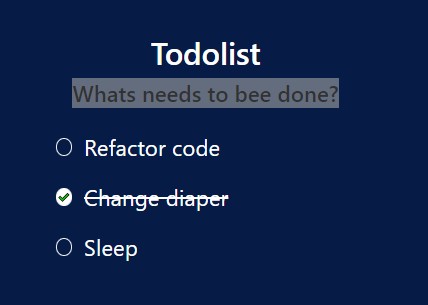 Todolist
Whats needs to bee done?
Refactor code
Change diaper
Sleep